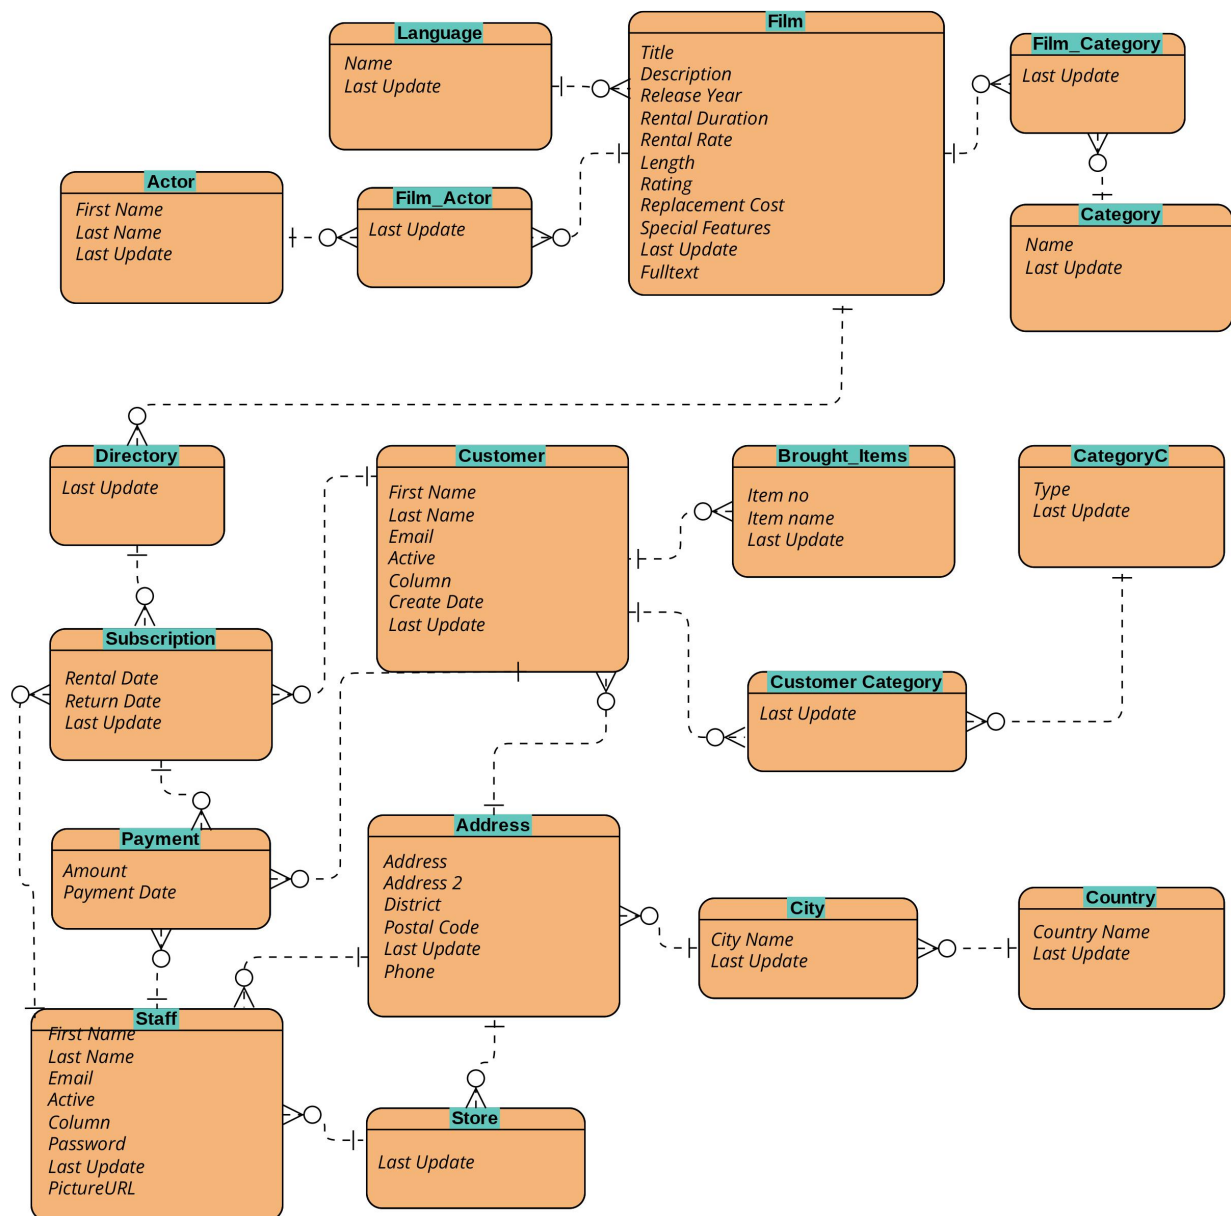 Language
Name
Last Update
Film
Title
Description
Release Year
Rental Duration
Rental Rate
Length
Rating
Replacement Cost
Special Features
Last Update
Fulltext
Film_Category
Last Update
Actor
First Name
Last Name
Last Update
Film_Actor
Last Update
Category
Name
Last Update
Directory
Last Update
Customer
First Name
Last Name
Email
Active
Column
Create Date
Last Update
Brought_Items
Item no
Item name
Last Update
CategoryC
Type
Last Update
Subscription
Rental Date
Return Date
Last Update
Customer Category
Last Update
Payment
Amount
Payment Date
Address
Address
Address 2
District
Postal Code
Last Update
Phone
City
City Name
Last Update
Country
Country Name
Last Update
Staff
First Name
Last Name
Email
Active
Column
Password
Last Update
PictureURL
Store
Last Update